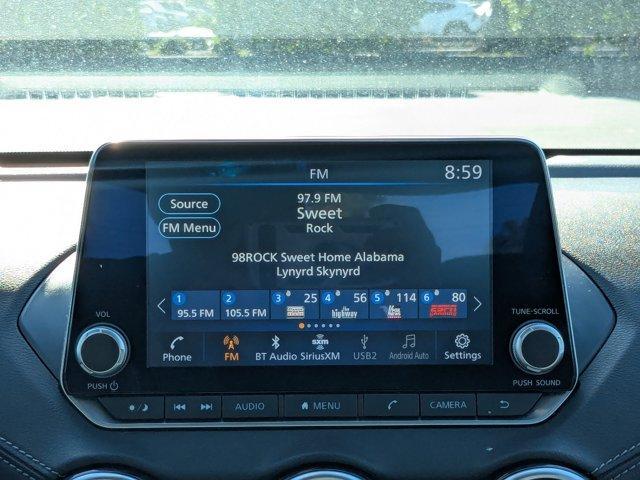 FM 8:59
Source
FM Menu
97.9 FM
Sweet
Rock
98ROCK Sweet Home Alabama
Lynyrd Skynyrd
1 2 3 25 4 56 5 114 6 80
95.5 FM 105.5 FM the highway ESPN
VOL TUNE•SCROLL
sxm
Phone FM BT Audio SiriusXM USB2 Android Auto Settings
PUSH PUSH SOUND
AUDIO MENU CAMERA